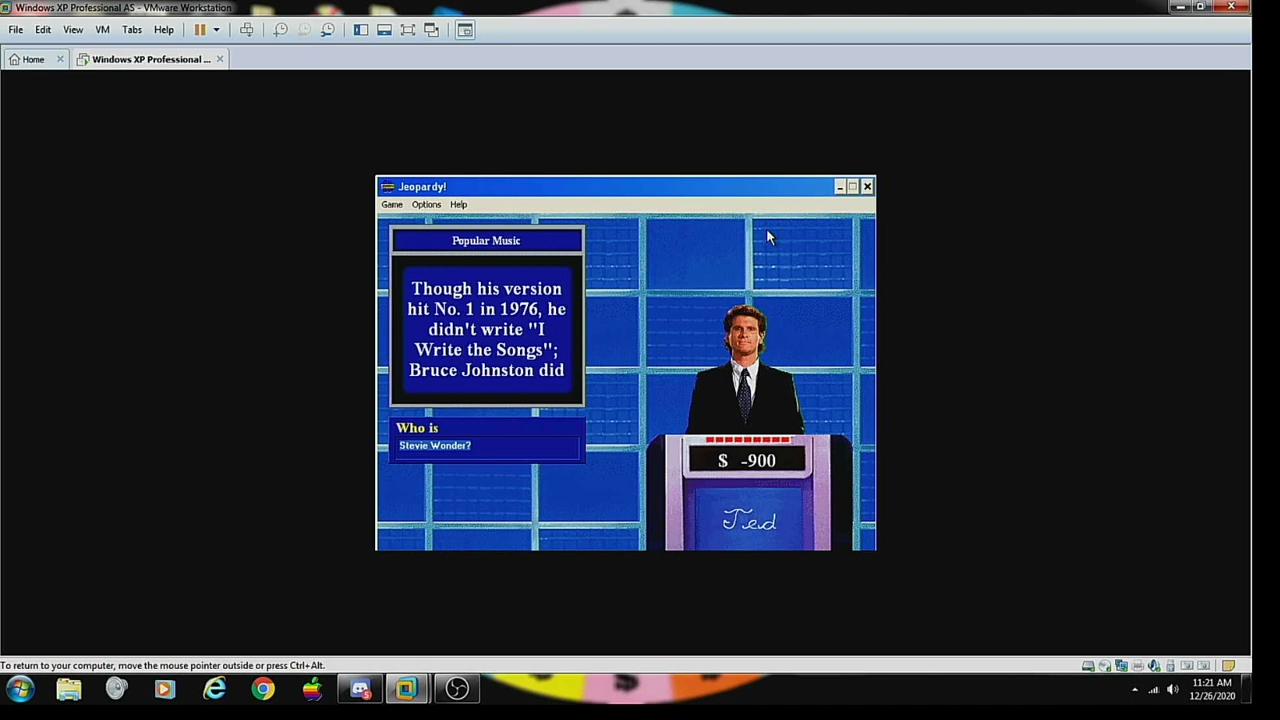 Windows XP Professional AS - VMware Workstation
File Edit View VM Tabs Help
Home
Windows XP Professional ...
Jeopardy!
Game Options Help
Popular Music
Though his version
hit No. 1 in 1976, he
didn't write "I
Write the Songs";
Bruce Johnston did
Who is
Stevie Wonder?
$ -900
Ted
To return to your computer, move the mouse pointer outside or press Ctrl+Alt.
5
11:21 AM
12/26/2020
$